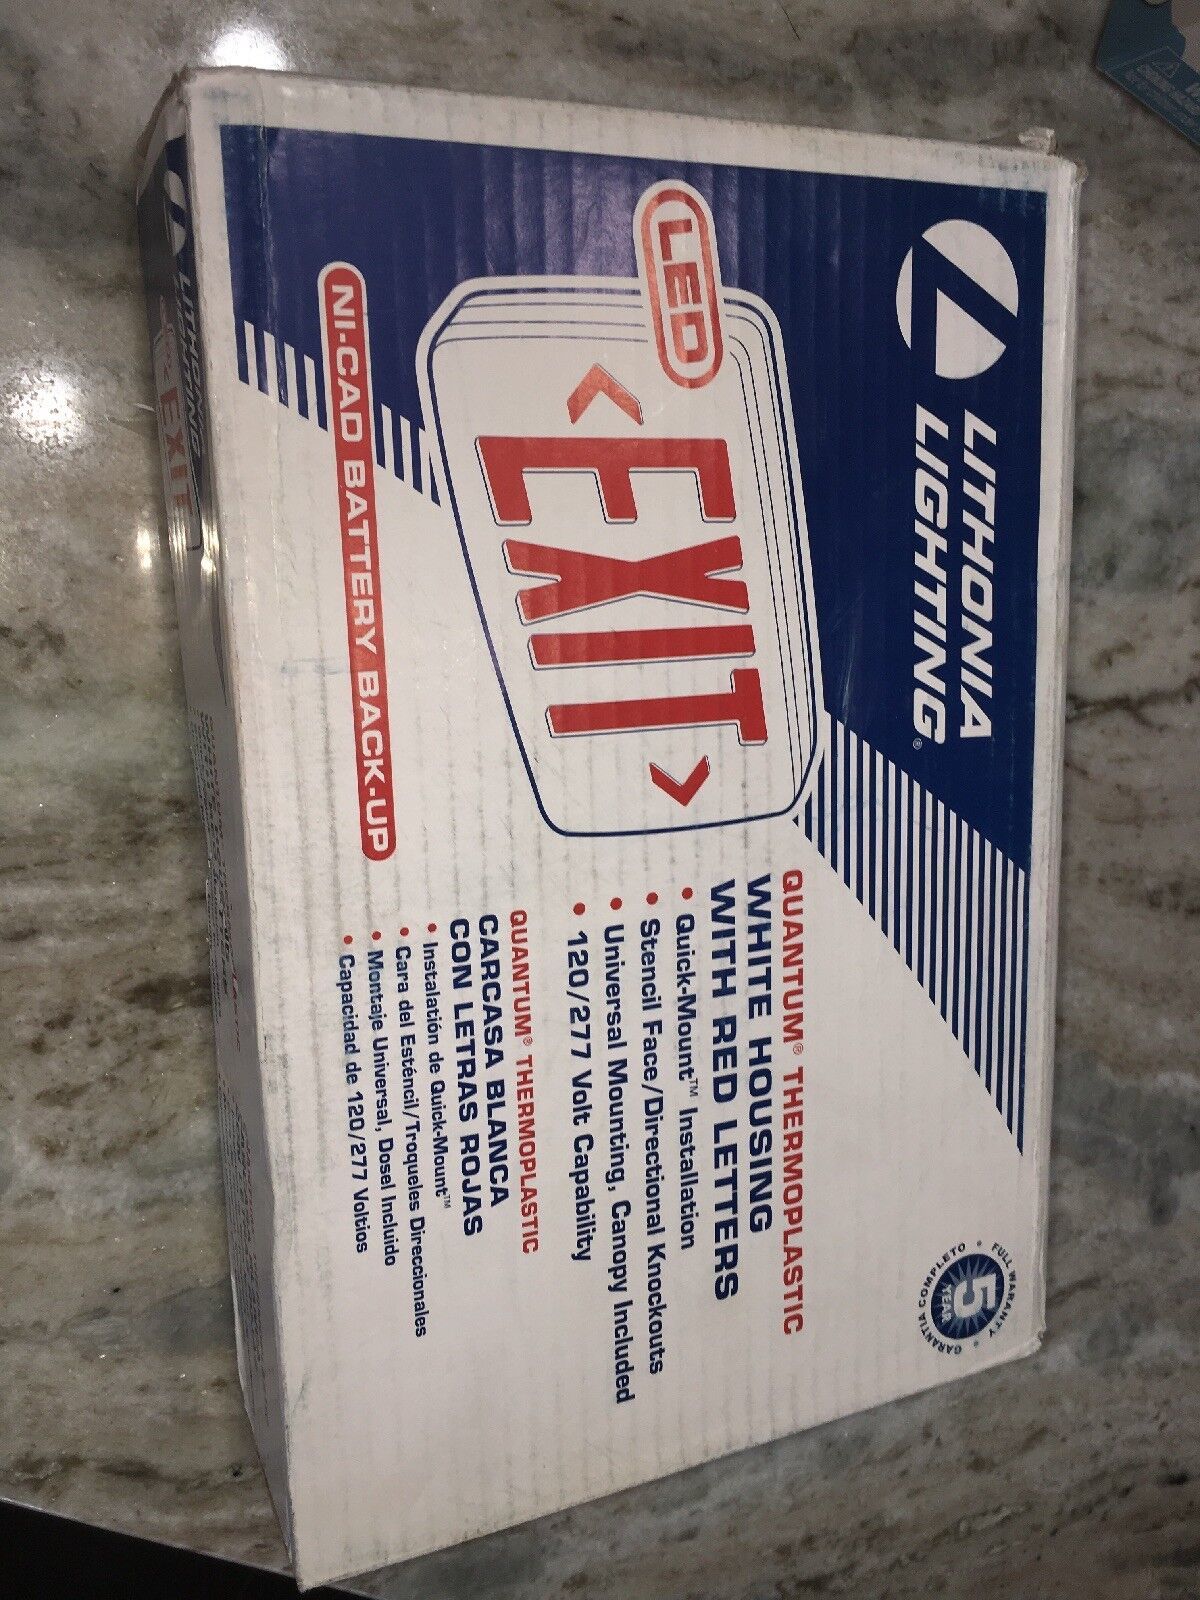 LITHONIA
LIGHTING®
LED
<EXIT>
NI-CAD BATTERY BACK-UP
QUANTUM® THERMOPLASTIC
WHITE HOUSING
WITH RED LETTERS
• Quick-Mount™ Installation
• Stencil Face/Directional Knockouts
• Universal Mounting, Canopy Included
• 120/277 Volt Capability
QUANTUM® THERMOPLASTIC
CARCASA BLANCA
CON LETRAS ROJAS
• Instalatión de Quick-Mount™
• Cara del Esténcil/Troqueles Direccionales
• Montaje Universal, Dosel Incluido
• Capacidad de 120/277 Voltios
FULL WARRANTY • GARANTIA COMPLETO •
5
YEAR
LITHONIA
LIGHTING
EXIT